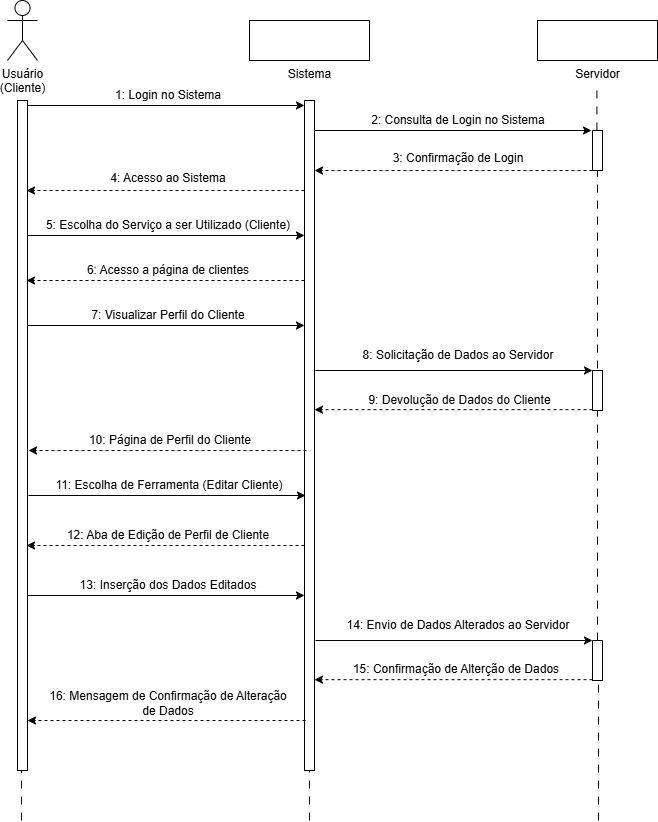 Usuário
(Cliente)
Sistema
Servidor
1: Login no Sistema
2: Consulta de Login no Sistema
3: Confirmação de Login
4: Acesso ao Sistema
5: Escolha do Serviço a ser Utilizado (Cliente)
6: Acesso a página de clientes
7: Visualizar Perfil do Cliente
8: Solicitação de Dados ao Servidor
9: Devolução de Dados do Cliente
10: Página de Perfil do Cliente
11: Escolha de Ferramenta (Editar Cliente)
12: Aba de Edição de Perfil de Cliente
13: Inserção dos Dados Editados
14: Envio de Dados Alterados ao Servidor
15: Confirmação de Alterção de Dados
16: Mensagem de Confirmação de Alteração
de Dados